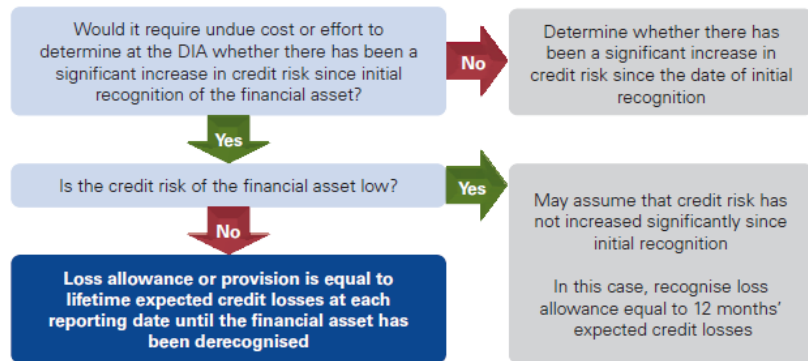 Would it require undue cost or effort to
determine at the DIA whether there has been a
significant increase in credit risk since initial
recognition of the financial asset?
No
Determine whether there has
been a significant increase in
credit risk since the date of initial
recognition
Yes
Is the credit risk of the financial asset low?
Yes
May assume that credit risk has
not increased significantly since
initial recognition
In this case, recognise loss
allowance equal to 12 months'
expected credit losses
No
Loss allowance or provision is equal to
lifetime expected credit losses at each
reporting date until the financial asset has
been derecognised